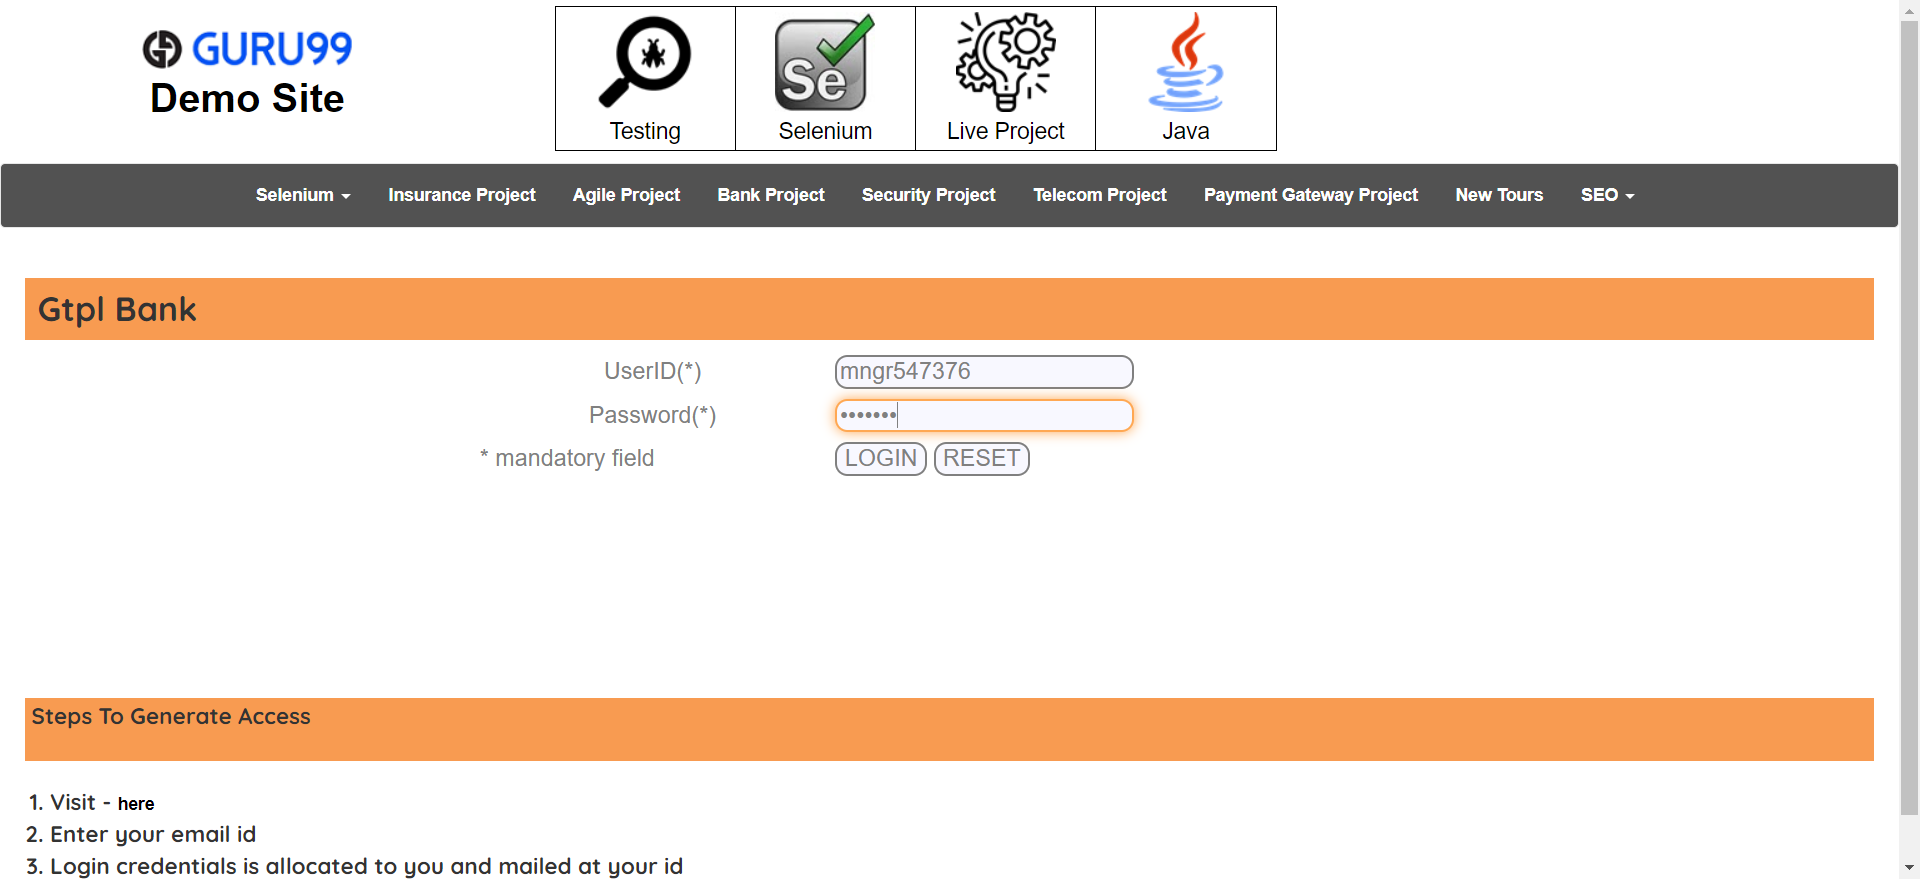 GURU99
Demo Site
Testing
Se
Selenium
Live Project
Java
Selenium Insurance Project Agile Project Bank Project Security Project Telecom Project Payment Gateway Project New Tours SEO
Gtpl Bank
UserID(*) mngr547376
Password(*) •••••••
* mandatory field LOGIN RESET
Steps To Generate Access
1. Visit - here
2. Enter your email id
3. Login credentials is allocated to you and mailed at your id